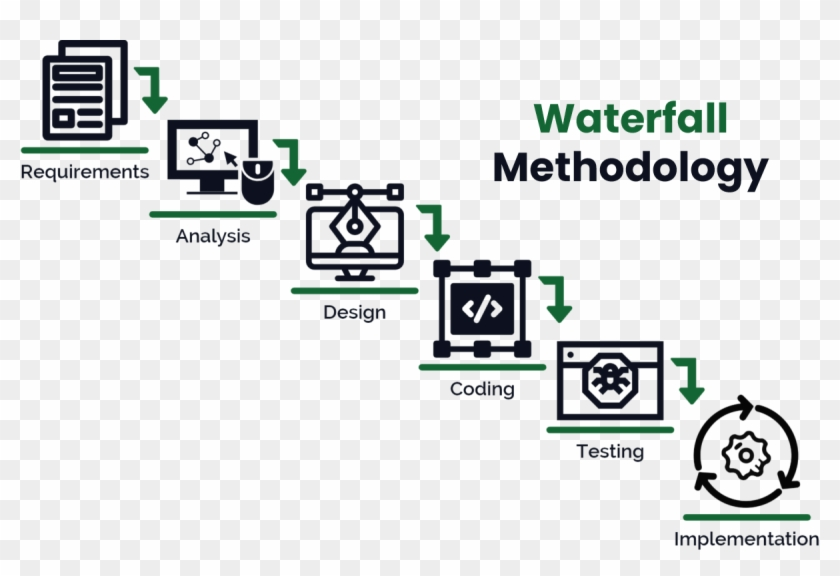 Waterfall
Methodology
Requirements
Analysis
Design
</>
Coding
Testing
Implementation